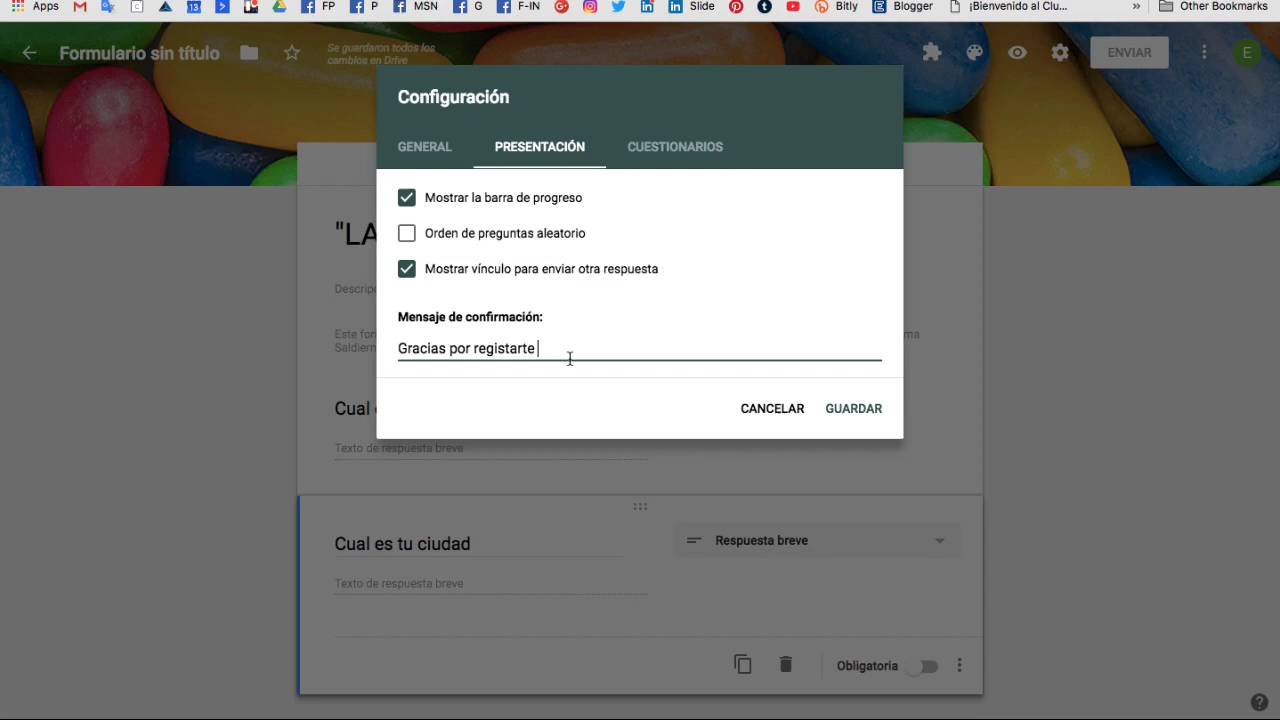 Apps FP P MSN G F-IN Slide Bitly Blogger ¡Bienvenido al Clu... » Other Bookmarks
Formulario sin título
Se guardaron todos los
cambios en Drive
ENVIAR
E
Configuración
GENERAL PRESENTACIÓN CUESTIONARIOS
Mostrar la barra de progreso
Orden de preguntas aleatorio
Mostrar vínculo para enviar otra respuesta
Mensaje de confirmación:
Gracias por registarte
CANCELAR GUARDAR
"LA
Descrip
Este for
Saldiern
Cual e
Texto de respuesta breve
Cual es tu ciudad
Respuesta breve
Texto de respuesta breve
Obligatoria